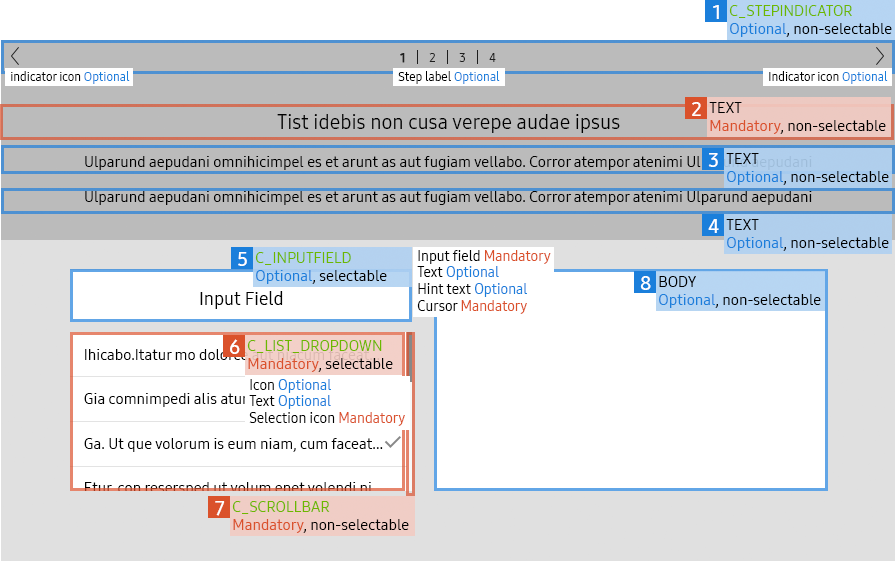 1 C_STEPINDICATOR
Optional, non-selectable
1 | 2 | 3 | 4
indicator icon Optional
Step label Optional
Indicator icon Optional
Tist idebis non cusa verepe audae ipsus
2 TEXT
Mandatory, non-selectable
Ulparund aepudani omnihicimpel es et arunt as aut fugiam vellabo. Corror atempor atenimi Ul aepudani
3 TEXT
Optional, non-selectable
Ulparund aepudani omnihicimpel es et arunt as aut fugiam vellabo. Corror atempor atenimi Ulparund aepudani
4 TEXT
Optional, non-selectable
5 C_INPUTFIELD
Optional, selectable
Input field Mandatory
Text Optional
Hint text Optional
Cursor Mandatory
Input Field
8 BODY
Optional, non-selectable
6 C_LIST_DROPDOWN
Mandatory, selectable
Ihicabo.Itatur mo dolores aut piacum faceat
Icon Optional
Text Optional
Selection icon Mandatory
Gia comnimpedi alis atur
Ga. Ut que volorum is eum niam, cum faceat...
Etur, con resersped ut volum enet volendi ni
7 C_SCROLLBAR
Mandatory, non-selectable